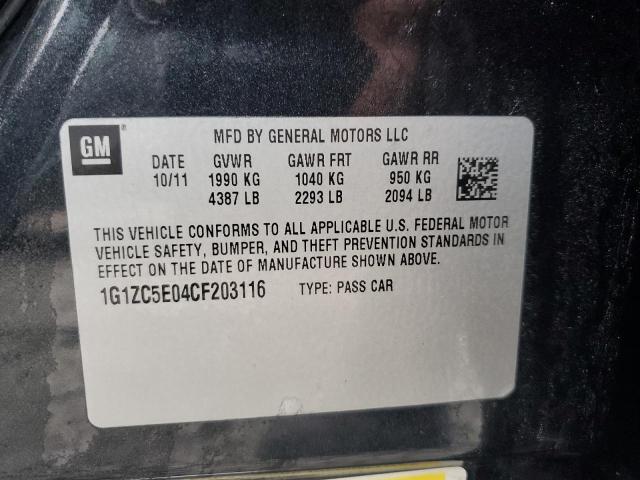 GM
MFD BY GENERAL MOTORS LLC
DATE GVWR GAWR FRT GAWR RR
10/11 1990 KG 1040 KG 950 KG
4387 LB 2293 LB 2094 LB
THIS VEHICLE CONFORMS TO ALL APPLICABLE U.S. FEDERAL MOTOR
VEHICLE SAFETY, BUMPER, AND THEFT PREVENTION STANDARDS IN
EFFECT ON THE DATE OF MANUFACTURE SHOWN ABOVE.
1G1ZC5E04CF203116 TYPE: PASS CAR